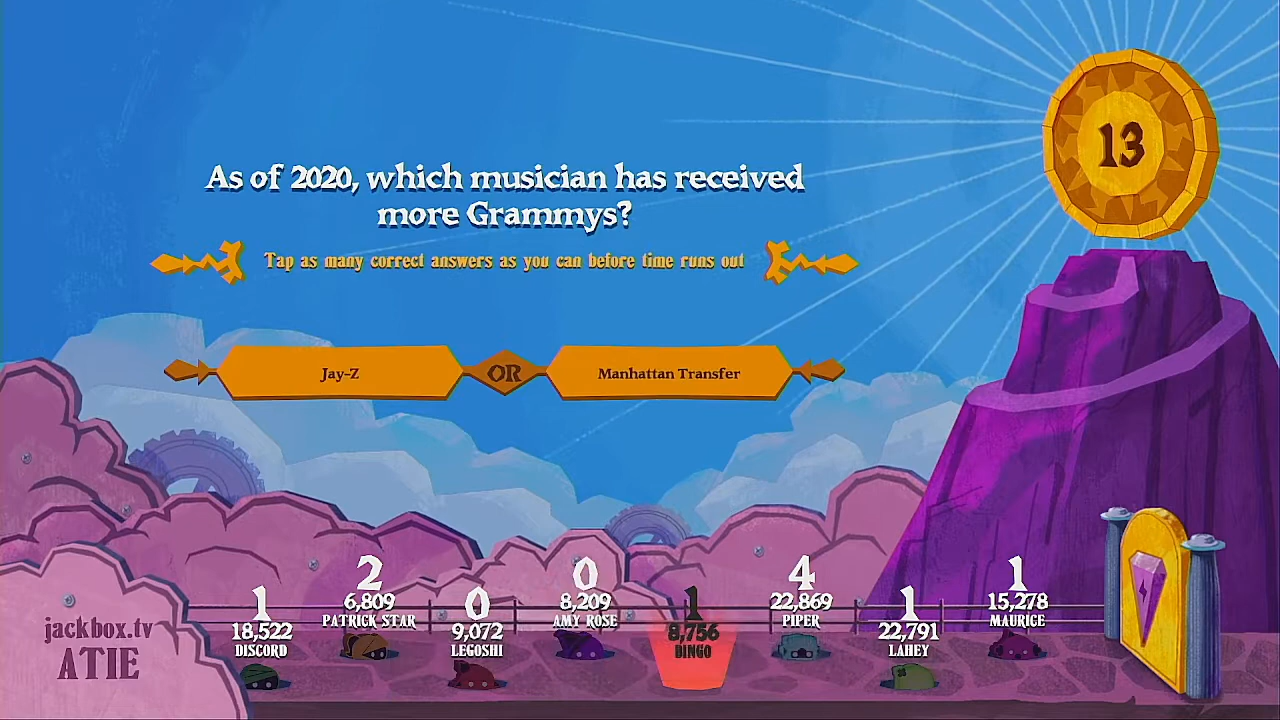 13
As of 2020, which musician has received
more Grammys?
Tap as many correct answers as you can before time runs out
Jay-Z OR Manhattan Transfer
1
18,522
DISCORD
2
6,809
PATRICK STAR
0
9,072
LEGOSHI
0
8,209
AMY ROSE
1
8,756
BINGO
4
22,869
PIPER
1
22,791
LAHEY
1
15,278
MAURICE
jackbox.tv
ATIE